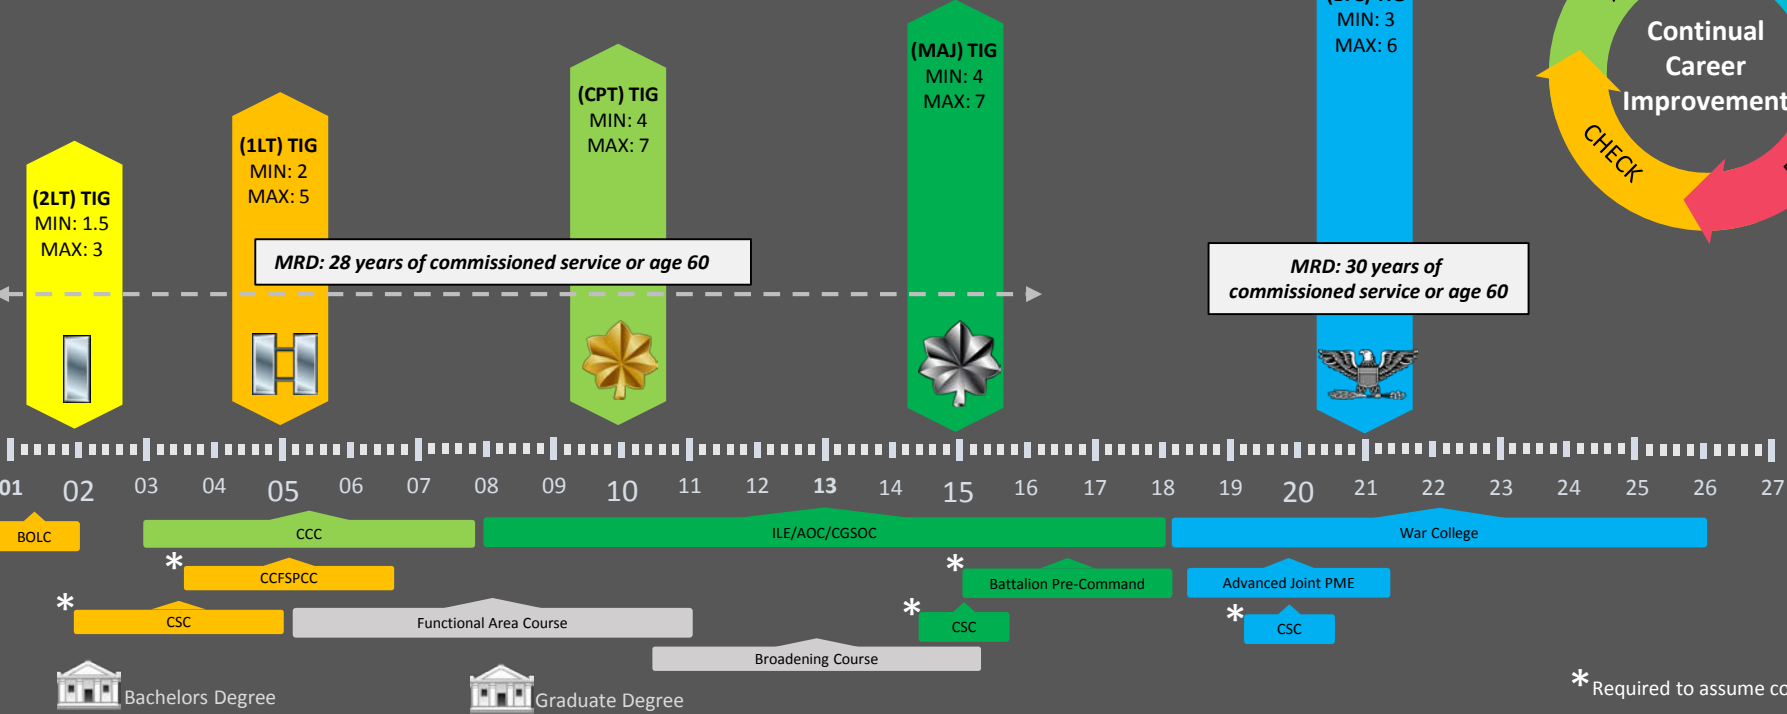 MIN: 3
MAX: 6
Continual
Career
Improvement
CHECK
(MAJ) TIG
MIN: 4
MAX: 7
(CPT) TIG
MIN: 4
MAX: 7
(1LT) TIG
MIN: 2
MAX: 5
(2LT) TIG
MIN: 1.5
MAX: 3
MRD: 28 years of commissioned service or age 60
MRD: 30 years of
commissioned service or age 60
01 02 03 04 05 06 07 08 09 10 11 12 13 14 15 16 17 18 19 20 21 22 23 24 25 26 27
BOLC
CCC
ILE/AOC/CGSOC
War College
*
CCFSPCC
*
Battalion Pre-Command
Advanced Joint PME
*
CSC
Functional Area Course
*
CSC
*
CSC
Broadening Course
Bachelors Degree
Graduate Degree
*Required to assume